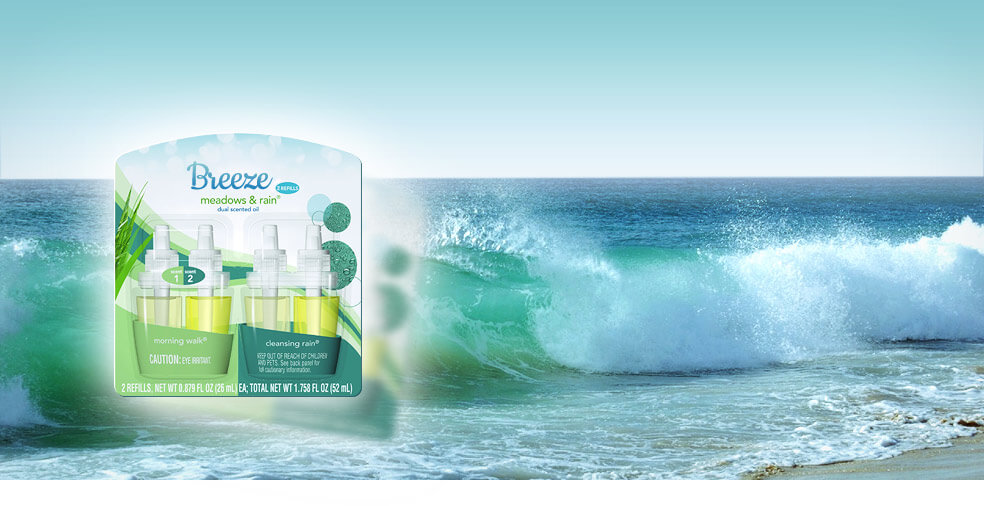 Breeze
2 REFILLS
meadows & rain®
dual scented oil
scent 1
scent 2
morning walk®
cleansing rain®
CAUTION: EYE IRRITANT.
KEEP OUT OF REACH OF CHILDREN
AND PETS. See back panel for
full cautionary information.
2 REFILLS, NET WT 0.879 FL OZ (26 mL) EA; TOTAL NET WT 1.758 FL OZ (52 mL)